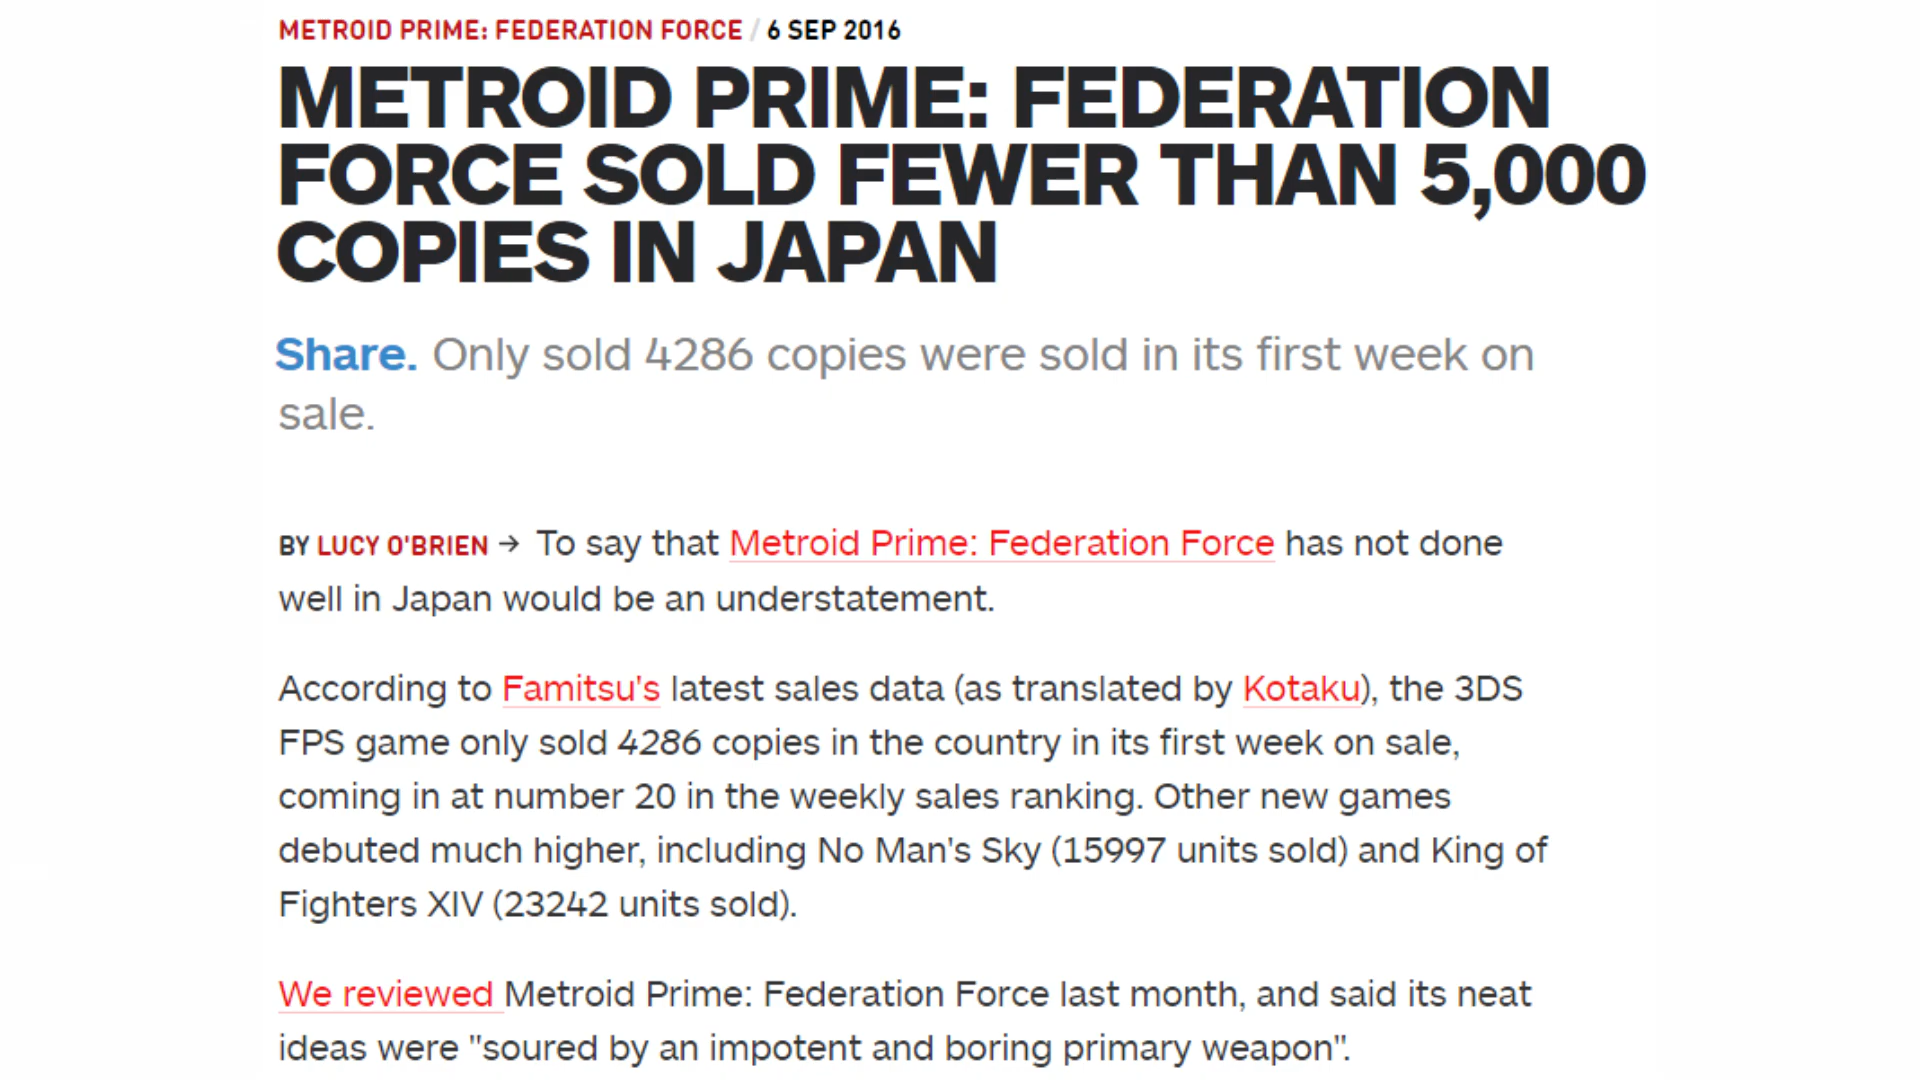 METROID PRIME: FEDERATION FORCE / 6 SEP 2016
METROID PRIME: FEDERATION
FORCE SOLD FEWER THAN 5,000
COPIES IN JAPAN
Share. Only sold 4286 copies were sold in its first week on
sale.
BY LUCY O'BRIEN → To say that Metroid Prime: Federation Force has not done
well in Japan would be an understatement.
According to Famitsu's latest sales data (as translated by Kotaku), the 3DS
FPS game only sold 4286 copies in the country in its first week on sale,
coming in at number 20 in the weekly sales ranking. Other new games
debuted much higher, including No Man's Sky (15997 units sold) and King of
Fighters XIV (23242 units sold).
We reviewed Metroid Prime: Federation Force last month, and said its neat
ideas were "soured by an impotent and boring primary weapon".